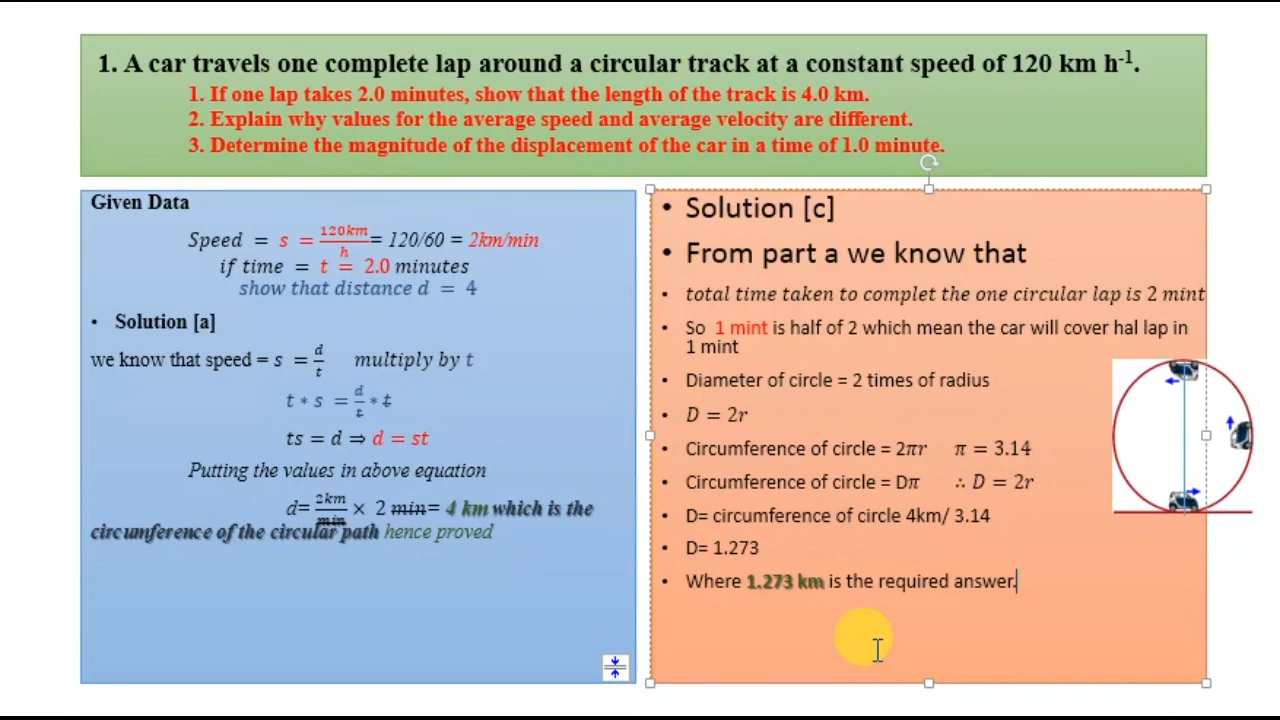 1. A car travels one complete lap around a circular track at a constant speed of 120 km h⁻¹.
1. If one lap takes 2.0 minutes, show that the length of the track is 4.0 km.
2. Explain why values for the average speed and average velocity are different.
3. Determine the magnitude of the displacement of the car in a time of 1.0 minute.
Given Data
Speed = s = 120km/h = 120/60 = 2km/min
if time = t = 2.0 minutes
show that distance d = 4
• Solution [a]
we know that speed = s = d/t multiply by t
t * s = d/t * t
ts = d ⇒ d = st
Putting the values in above equation
d= 2km/min × 2 min= 4 km which is the
circumference of the circular path hence proved
• Solution [c]
• From part a we know that
• total time taken to complet the one circular lap is 2 mint
• So 1 mint is half of 2 which mean the car will cover hal lap in
1 mint
• Diameter of circle = 2 times of radius
• D = 2r
• Circumference of circle = 2πr π = 3.14
• Circumference of circle = Dπ ∴ D = 2r
• D= circumference of circle 4km/ 3.14
• D= 1.273
• Where 1.273 km is the required answer.